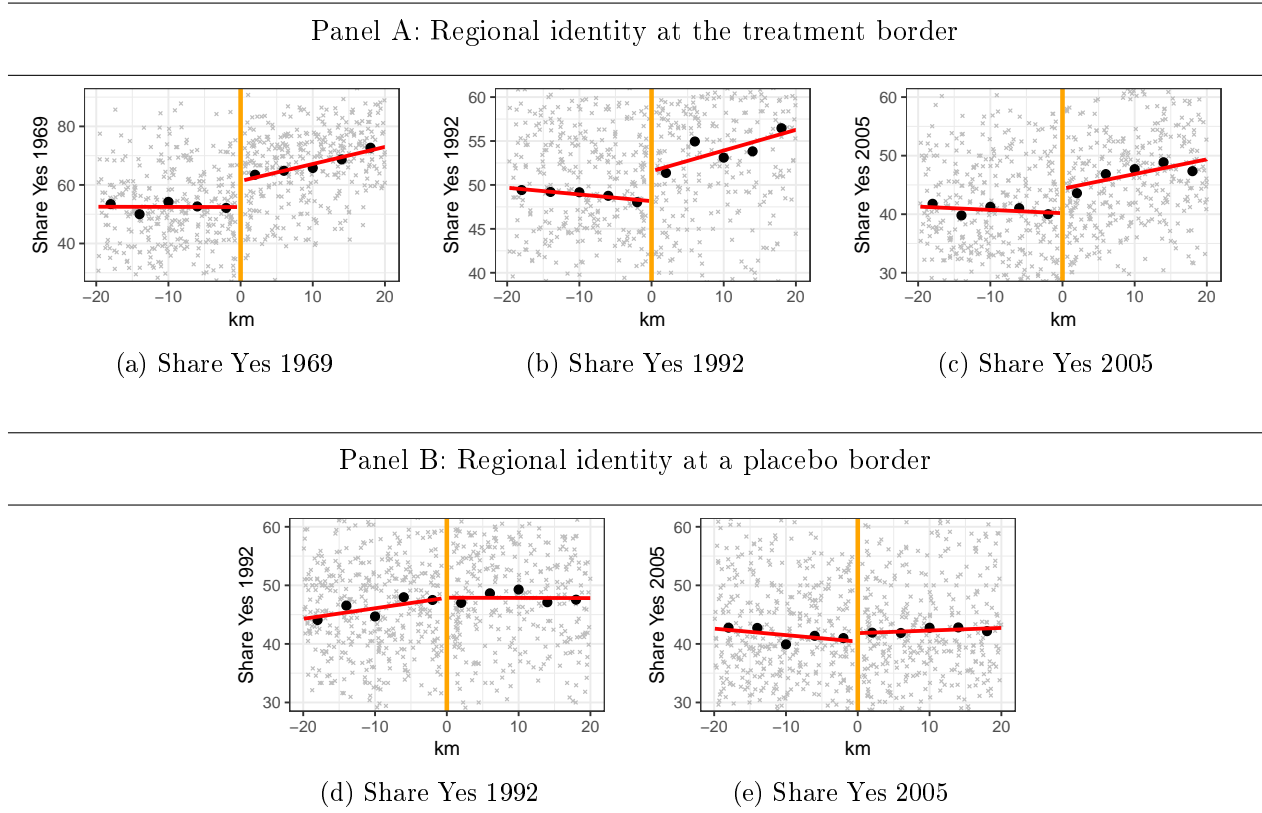 Panel A: Regional identity at the treatment border
Share Yes 1969
80
60
40
−20 −10 0 10 20
km
Share Yes 1992
60
55
50
45
40
−20 −10 0 10 20
km
Share Yes 2005
60
50
40
30
−20 −10 0 10 20
km
(a) Share Yes 1969
(b) Share Yes 1992
(c) Share Yes 2005
Panel B: Regional identity at a placebo border
Share Yes 1992
60
50
40
30
−20 −10 0 10 20
km
Share Yes 2005
60
50
40
30
−20 −10 0 10 20
km
(d) Share Yes 1992
(e) Share Yes 2005